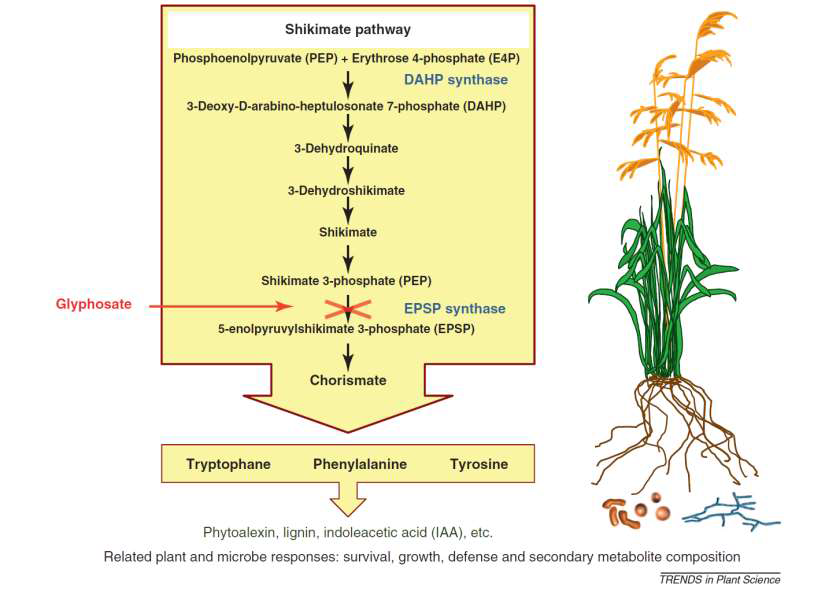 Shikimate pathway
Phosphoenolpyruvate (PEP) + Erythrose 4-phosphate (E4P)
DAHP synthase
3-Deoxy-D-arabino-heptulosonate 7-phosphate (DAHP)
3-Dehydroquinate
3-Dehydroshikimate
Shikimate
Shikimate 3-phosphate (PEP)
Glyphosate
EPSP synthase
5-enolpyruvylshikimate 3-phosphate (EPSP)
Chorismate
Tryptophane Phenylalanine Tyrosine
Phytoalexin, lignin, indoleacetic acid (IAA), etc.
Related plant and microbe responses: survival, growth, defense and secondary metabolite composition
TRENDS in Plant Science